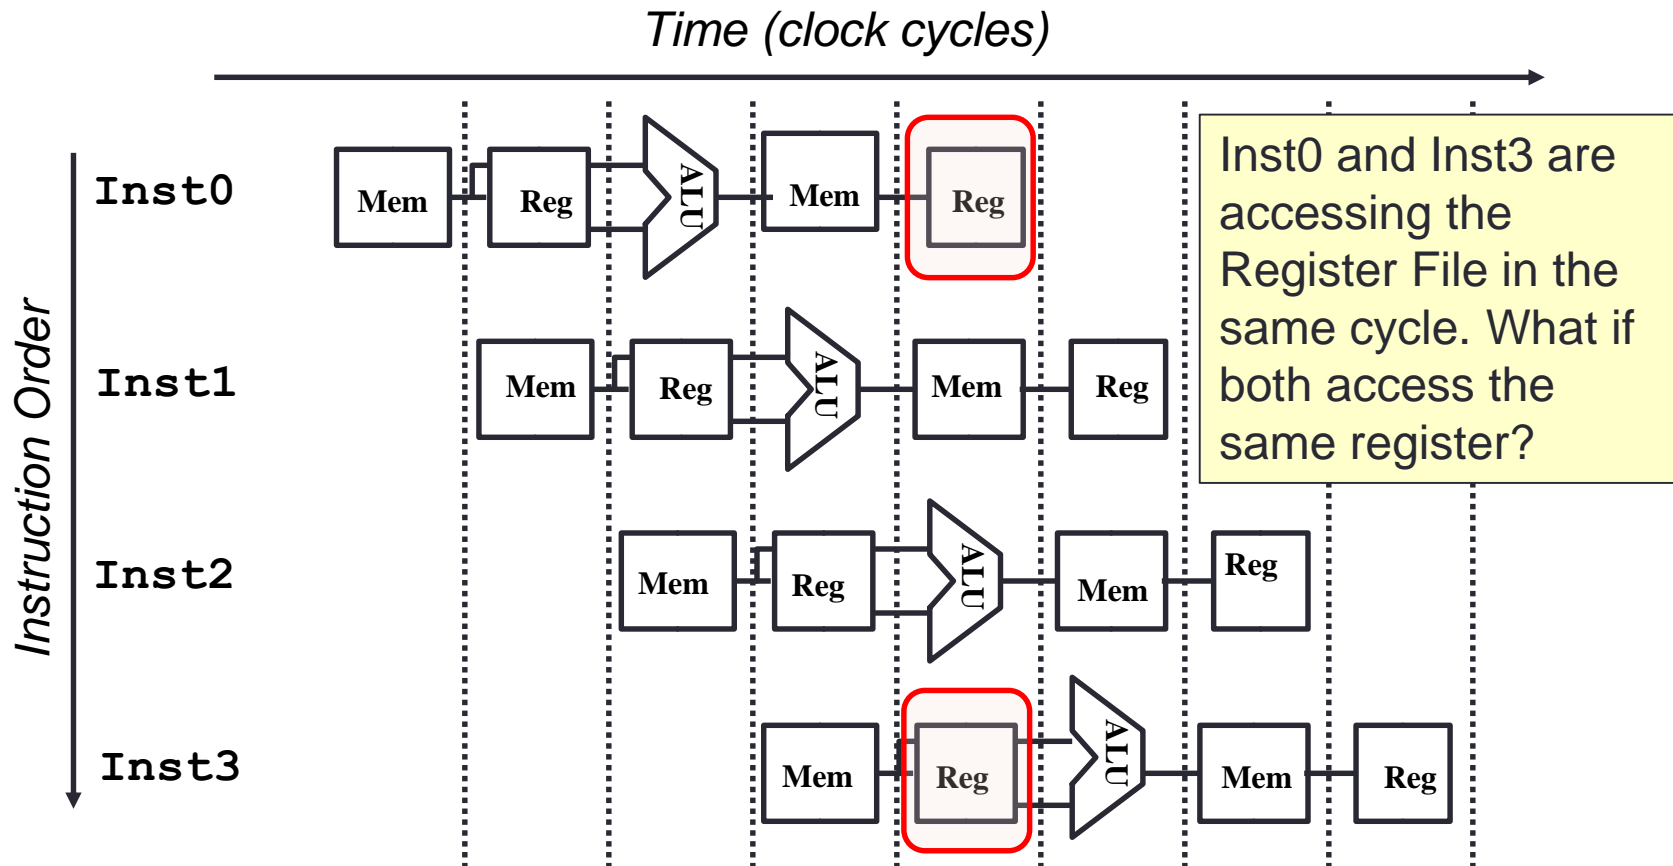 Time (clock cycles)
Instruction Order
Inst0
Mem
Reg
ALU
Mem
Reg
Inst0 and Inst3 are
accessing the
Register File in the
same cycle. What if
both access the
same register?
Inst1
Mem
Reg
ALU
Mem
Reg
Inst2
Mem
Reg
ALU
Mem
Reg
Inst3
Mem
Reg
ALU
Mem
Reg